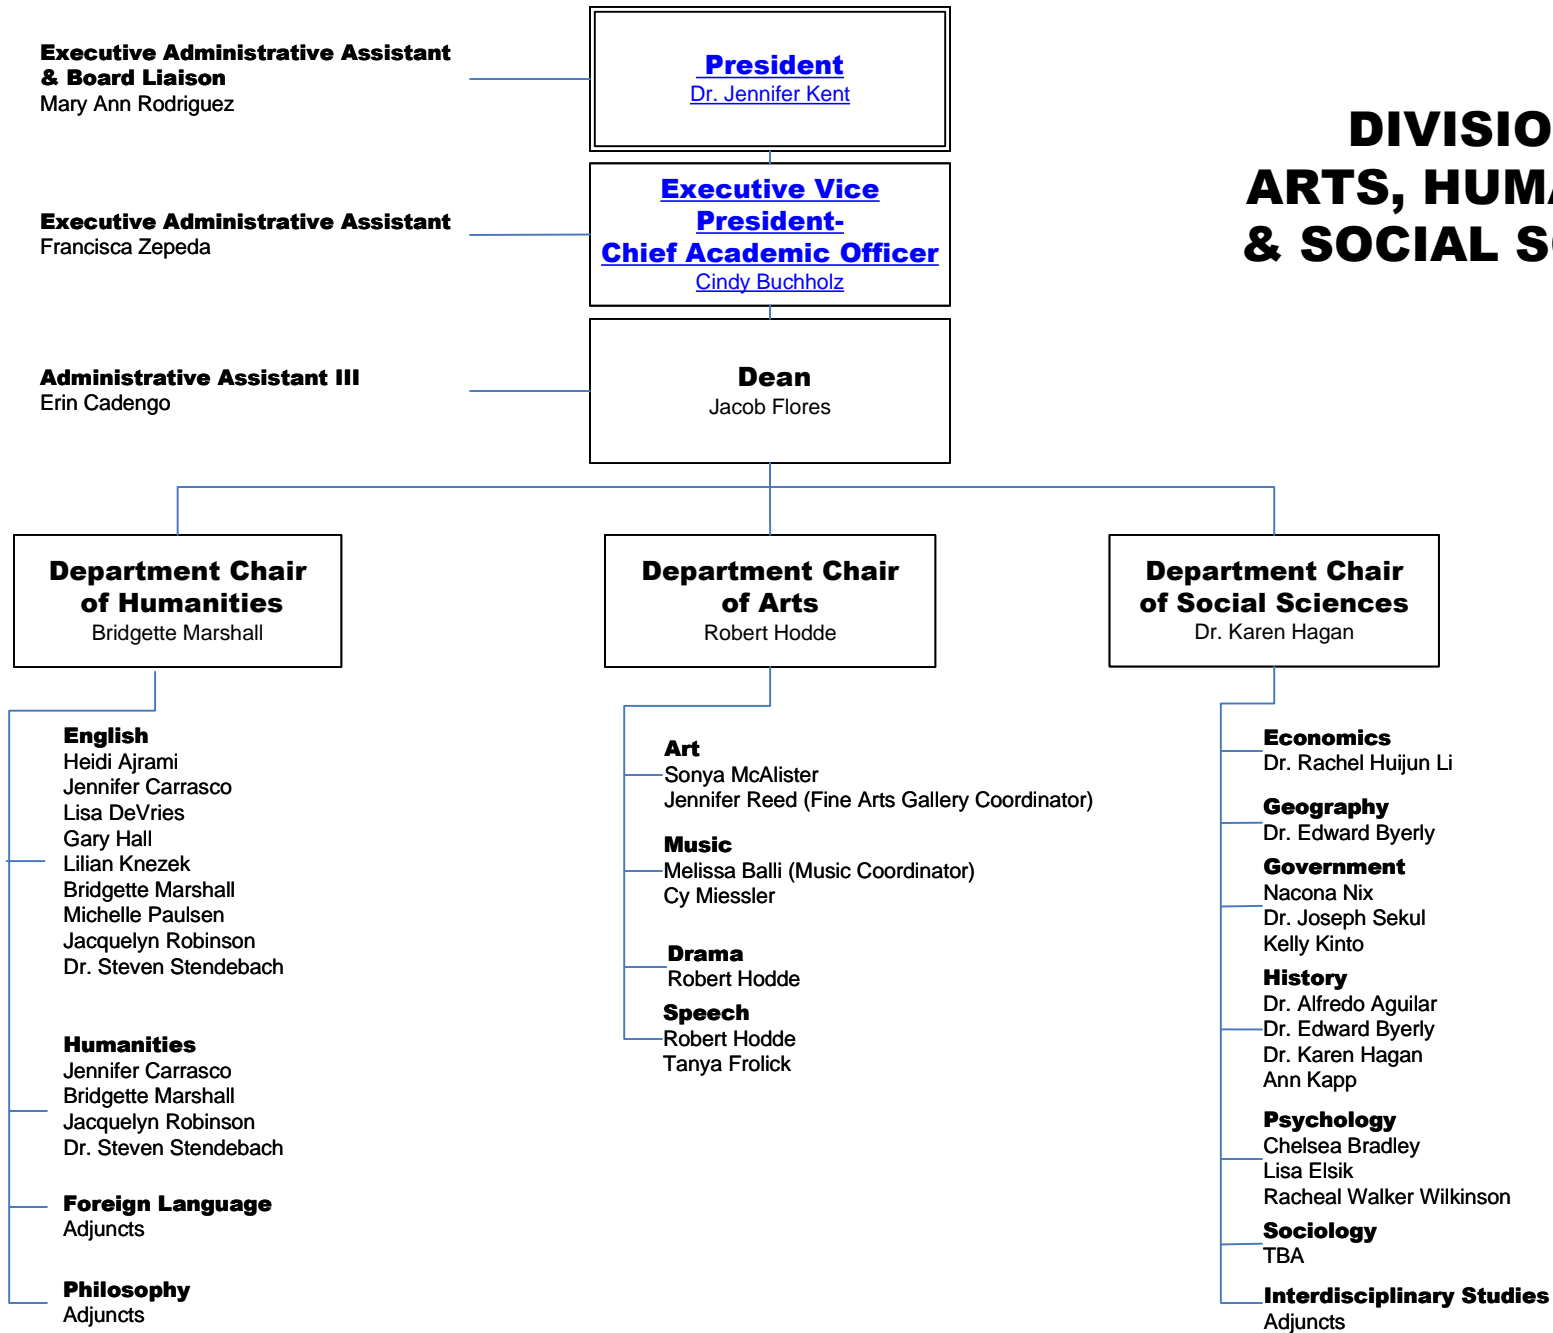 Executive Administrative Assistant
& Board Liaison
Mary Ann Rodriguez
President
Dr. Jennifer Kent
DIVISIO
ARTS, HUMA
& SOCIAL S
Executive Administrative Assistant
Francisca Zepeda
Executive Vice
President-
Chief Academic Officer
Cindy Buchholz
Administrative Assistant III
Erin Cadengo
Dean
Jacob Flores
Department Chair
of Humanities
Bridgette Marshall
English
Heidi Ajrami
Jennifer Carrasco
Lisa DeVries
Gary Hall
Lilian Knezek
Bridgette Marshall
Michelle Paulsen
Jacquelyn Robinson
Dr. Steven Stendebach
Humanities
Jennifer Carrasco
Bridgette Marshall
Jacquelyn Robinson
Dr. Steven Stendebach
Foreign Language
Adjuncts
Philosophy
Adjuncts
Department Chair
of Arts
Robert Hodde
Art
Sonya McAlister
Jennifer Reed (Fine Arts Gallery Coordinator)
Music
Melissa Balli (Music Coordinator)
Cy Miessler
Drama
Robert Hodde
Speech
Robert Hodde
Tanya Frolick
Department Chair
of Social Sciences
Dr. Karen Hagan
Economics
Dr. Rachel Huijun Li
Geography
Dr. Edward Byerly
Government
Nacona Nix
Dr. Joseph Sekul
Kelly Kinto
History
Dr. Alfredo Aguilar
Dr. Edward Byerly
Dr. Karen Hagan
Ann Kapp
Psychology
Chelsea Bradley
Lisa Elsik
Racheal Walker Wilkinson
Sociology
TBA
Interdisciplinary Studies
Adjuncts